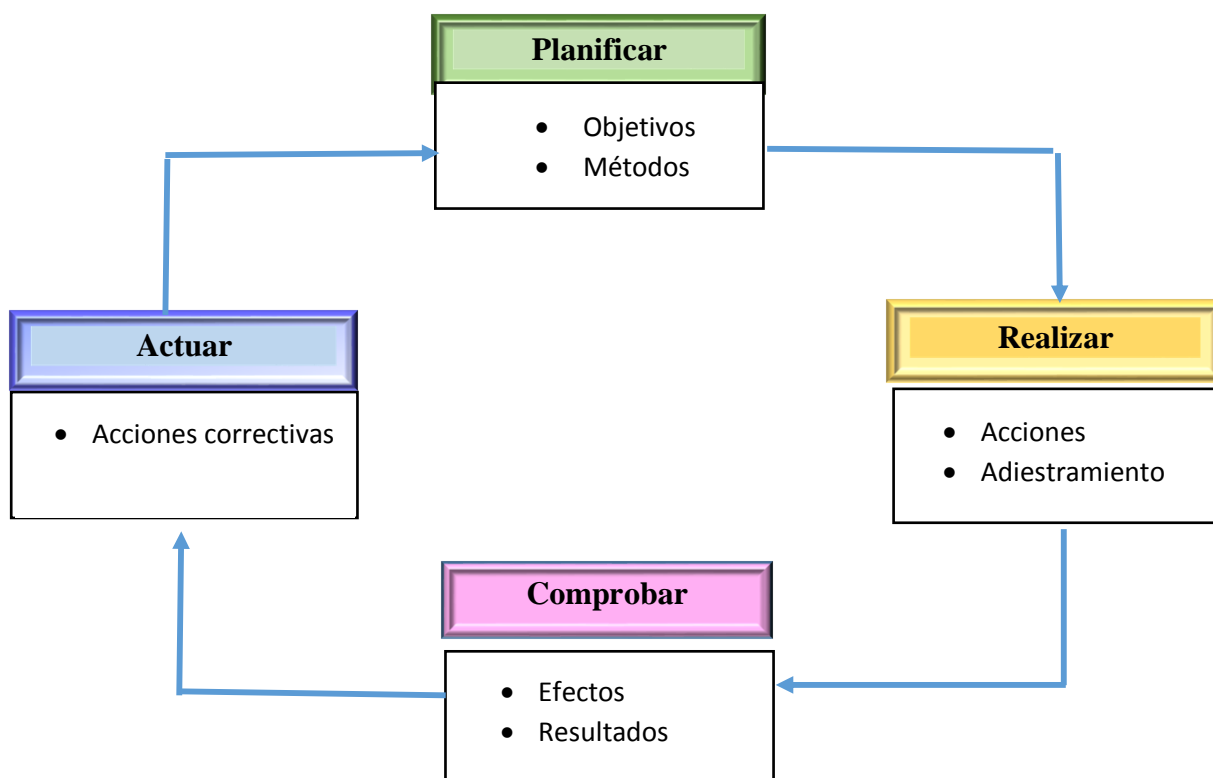 Planificar
• Objetivos
• Métodos
Realizar
• Acciones
• Adiestramiento
Comprobar
• Efectos
• Resultados
Actuar
• Acciones correctivas